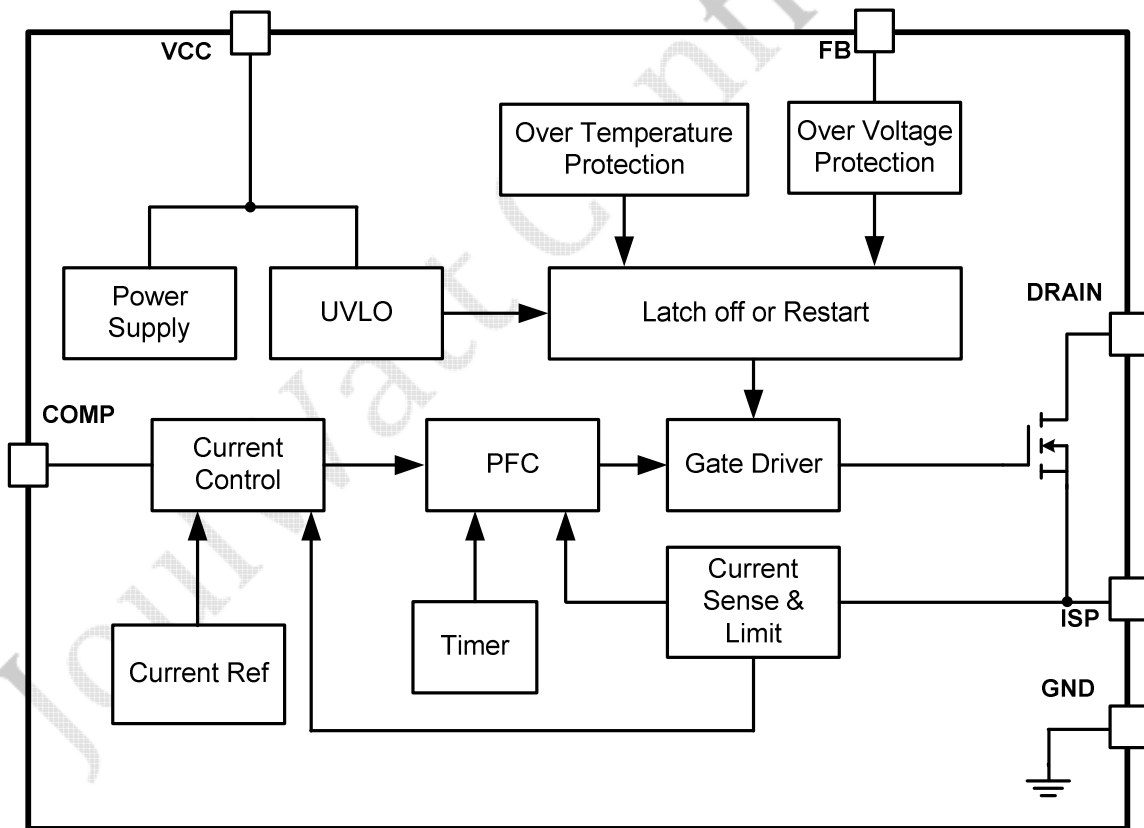 VCC
FB
Over Temperature
Protection
Over Voltage
Protection
Power
Supply
UVLO
Latch off or Restart
DRAIN
COMP
Current
Control
PFC
Gate Driver
Current
Sense &
Limit
ISP
Current Ref
Timer
GND